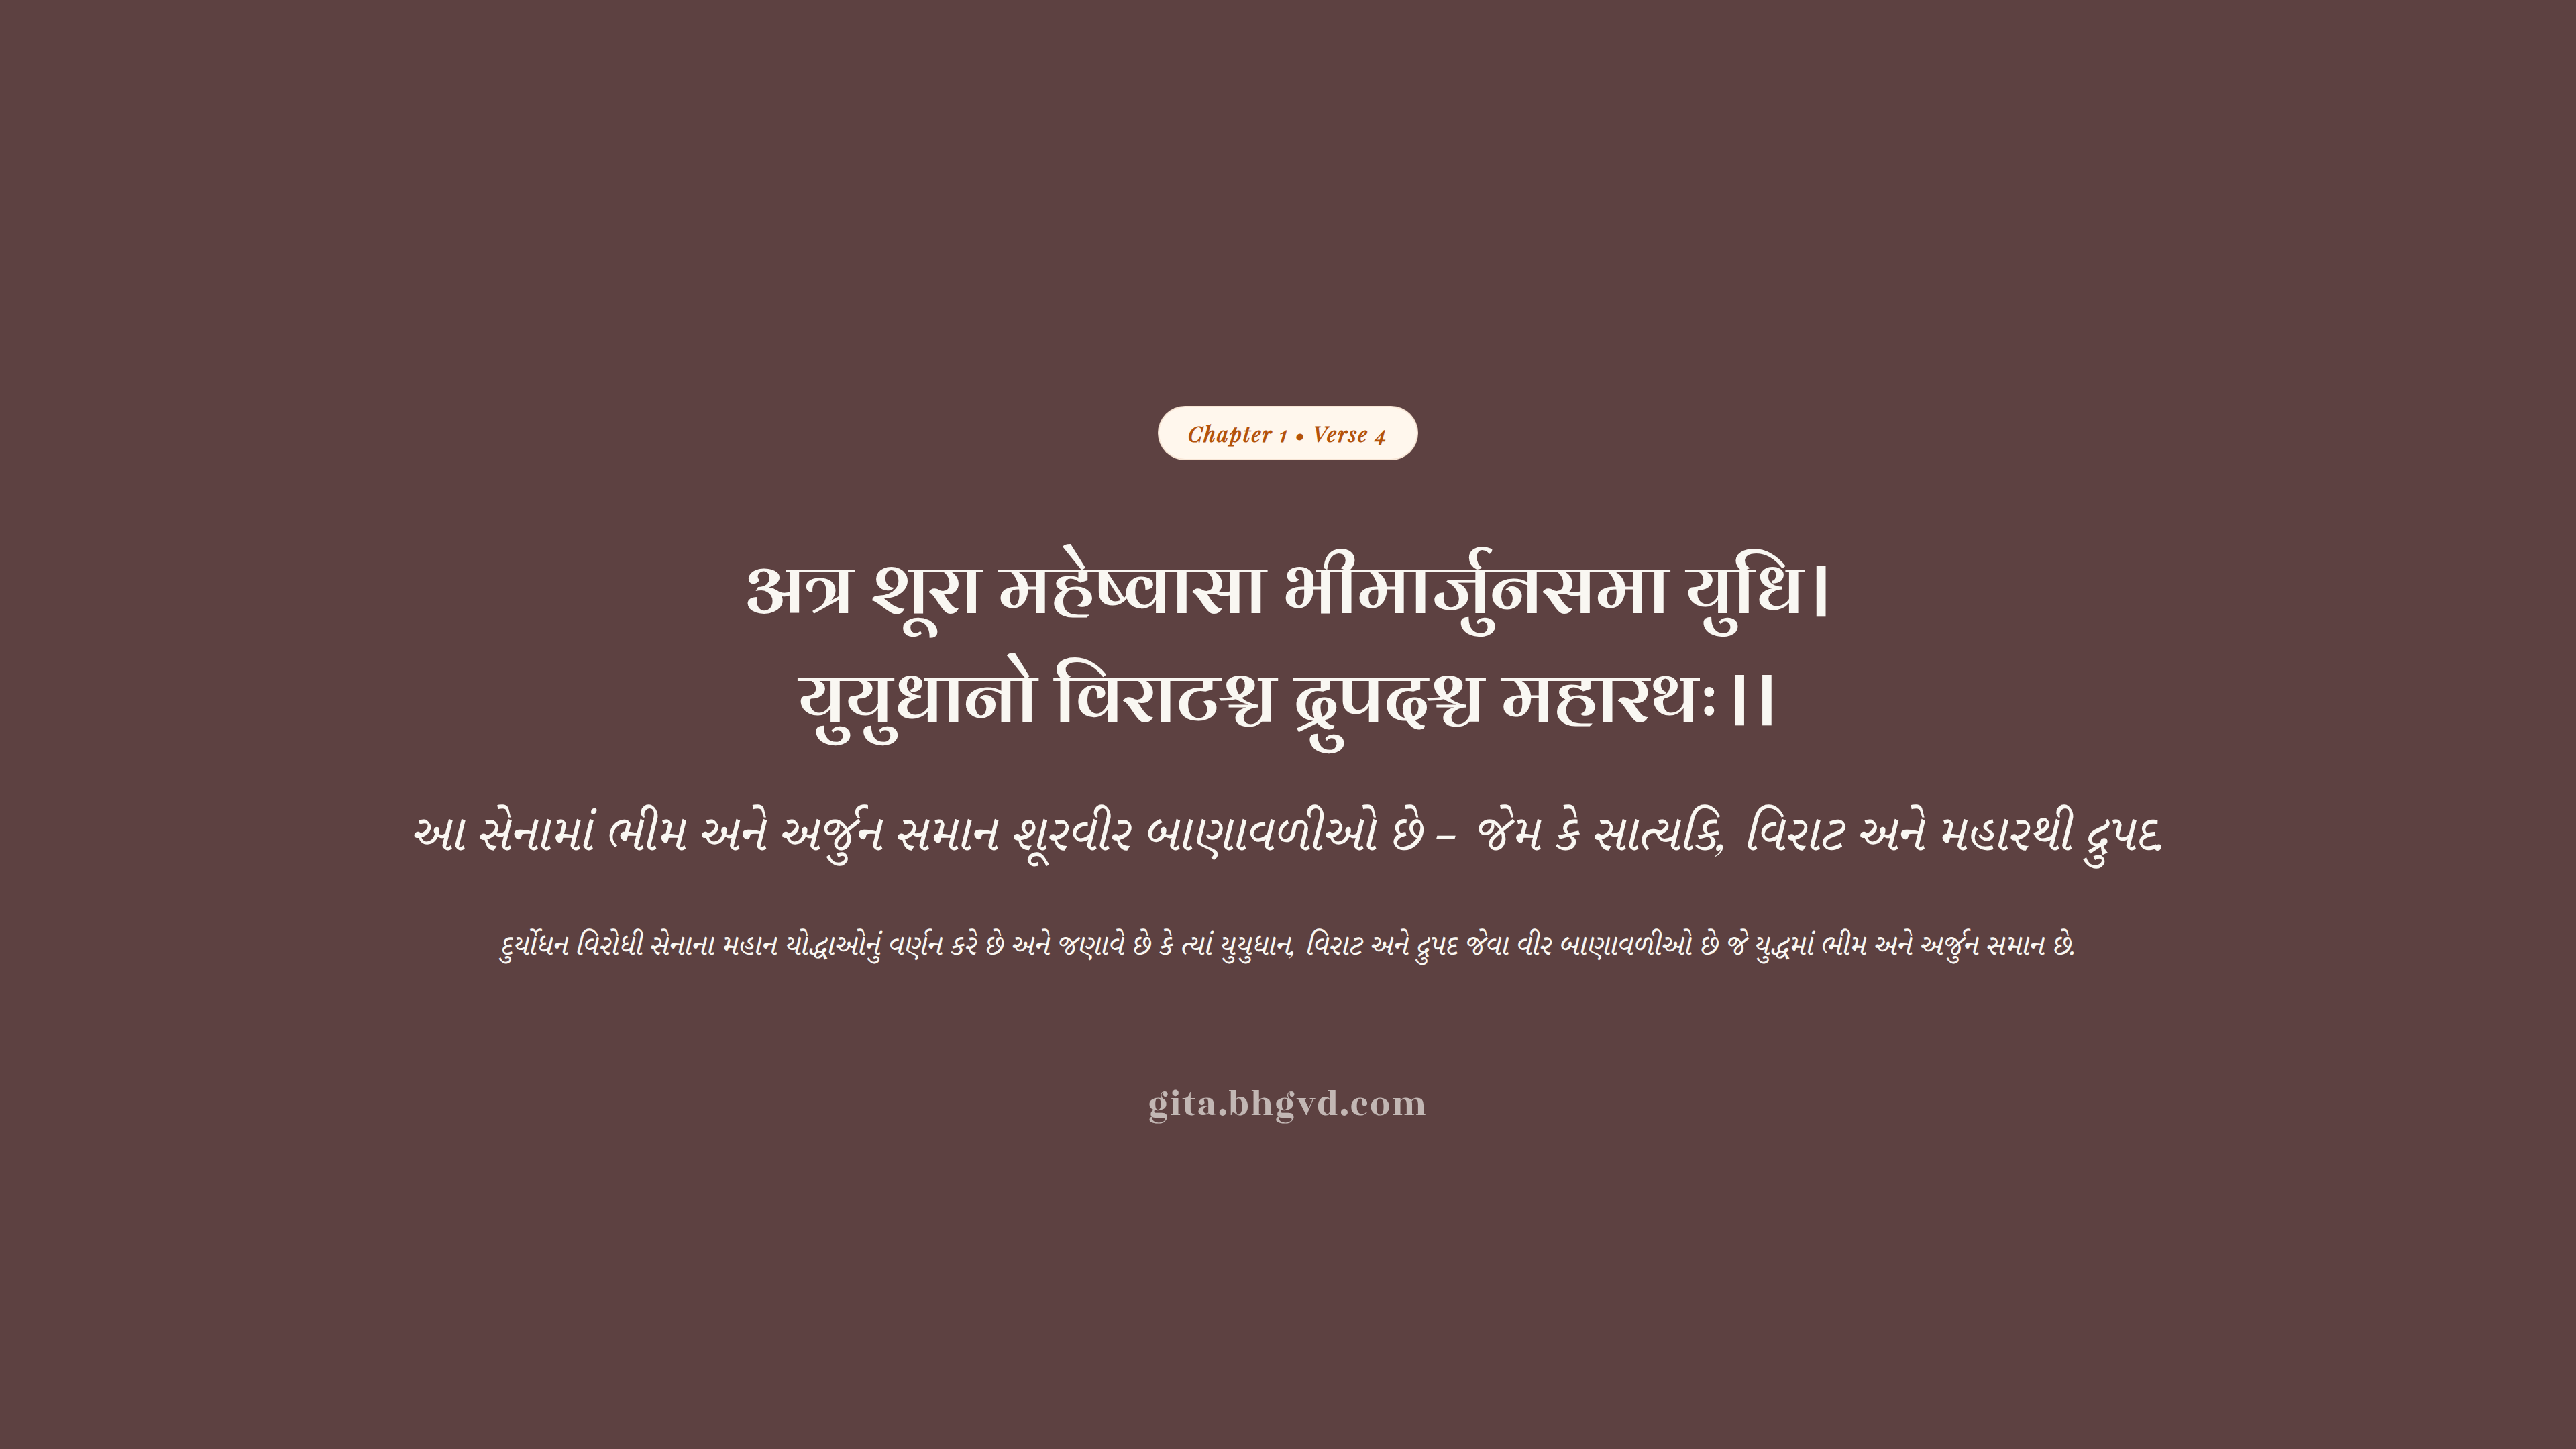 Chapter 1 • Verse 4
अत्र शूरा महेष्वासा भीमार्जुनसमा युधि।
युयुधानो विराटश्च द्रुपदश्च महारथः।।
આ સેનામાં ભીમ અને અર્જુન સમાન શૂરવીર બાણાવળીઓ છે – જેમ કે સાત્યકિ, વિરાટ અને મહારથી દ્રુપદ.
દુર્યોધન વિરોધી સેનાના મહાન યોદ્ધાઓનું વર્ણન કરે છે અને જણાવે છે કે ત્યાં યુયુધાન, વિરાટ અને દ્રુપદ જેવા વીર બાણાવળીઓ છે જે યુદ્ધમાં ભીમ અને અર્જુન સમાન છે.
gita.bhgvd.com